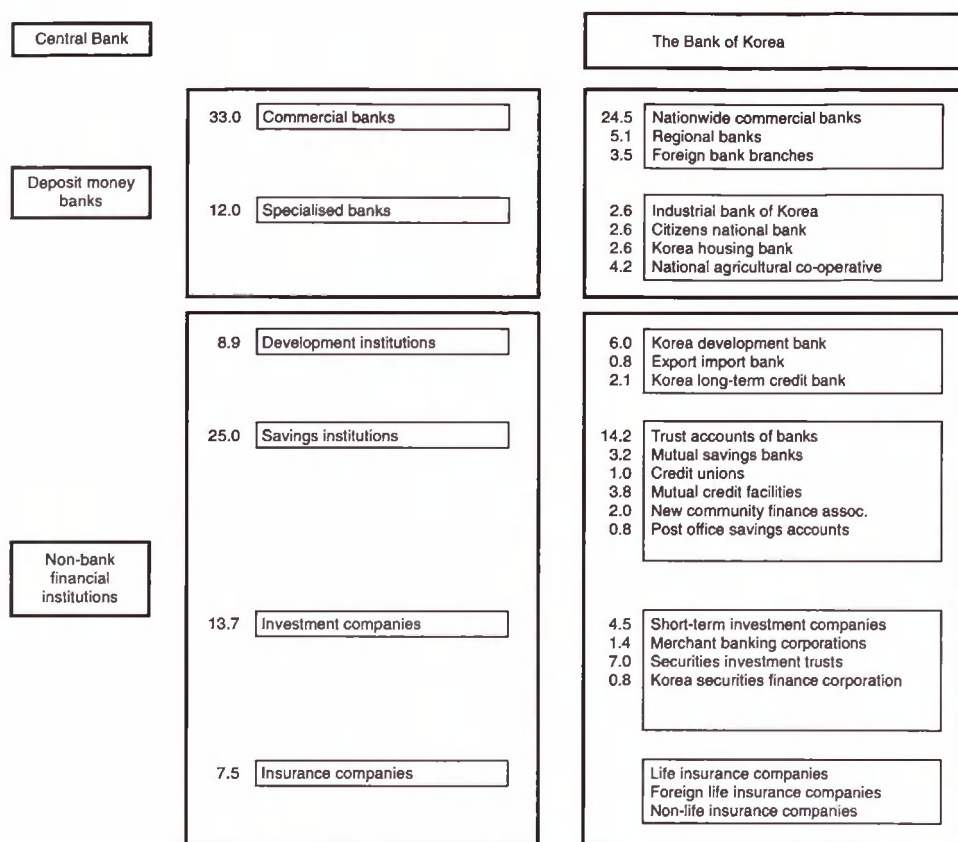 Central Bank
The Bank of Korea
Deposit money
banks
33.0 Commercial banks
24.5 Nationwide commercial banks
5.1 Regional banks
3.5 Foreign bank branches
12.0 Specialised banks
2.6 Industrial bank of Korea
2.6 Citizens national bank
2.6 Korea housing bank
4.2 National agricultural co-operative
Non-bank
financial
institutions
8.9 Development institutions
6.0 Korea development bank
0.8 Export import bank
2.1 Korea long-term credit bank
25.0 Savings institutions
14.2 Trust accounts of banks
3.2 Mutual savings banks
1.0 Credit unions
3.8 Mutual credit facilities
2.0 New community finance assoc.
0.8 Post office savings accounts
13.7 Investment companies
4.5 Short-term investment companies
1.4 Merchant banking corporations
7.0 Securities investment trusts
0.8 Korea securities finance corporation
7.5 Insurance companies
Life insurance companies
Foreign life insurance companies
Non-life insurance companies